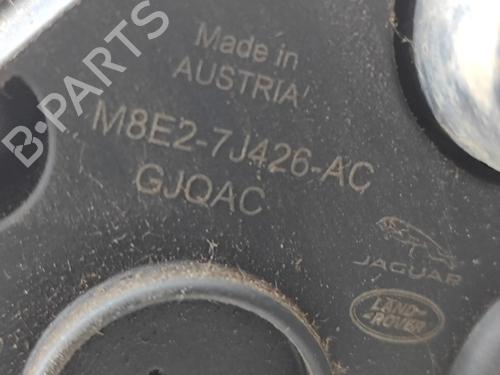 B-PARTS
Made in
AUSTRIA
M8E2-7J426-AC
GJQAC
JAGUAR
LAND
ROVER